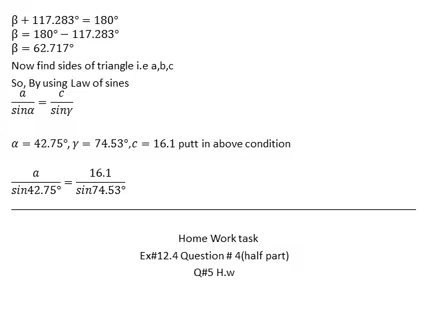 β + 117.283° = 180°
β = 180° − 117.283°
β = 62.717°
Now find sides of triangle i.e a,b,c
So, By using Law of sines
a/sinα = c/sinγ
α = 42.75°, γ = 74.53°, c = 16.1 putt in above condition
a/sin42.75° = 16.1/sin74.53°
Home Work task
Ex#12.4 Question # 4(half part)
Q#5 H.w